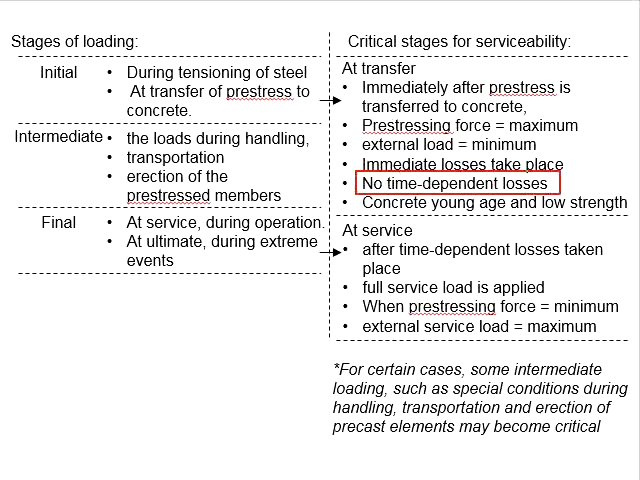 Stages of loading:
Initial
• During tensioning of steel
• At transfer of prestress to
concrete.
Intermediate
• the loads during handling,
• transportation
• erection of the
prestressed members
Final
• At service, during operation.
• At ultimate, during extreme
events
Critical stages for serviceability:
At transfer
• Immediately after prestress is
transferred to concrete,
• Prestressing force = maximum
• external load = minimum
• Immediate losses take place
• No time-dependent losses
• Concrete young age and low strength
At service
• after time-dependent losses taken
place
• full service load is applied
• When prestressing force = minimum
• external service load = maximum
*For certain cases, some intermediate
loading, such as special conditions during
handling, transportation and erection of
precast elements may become critical